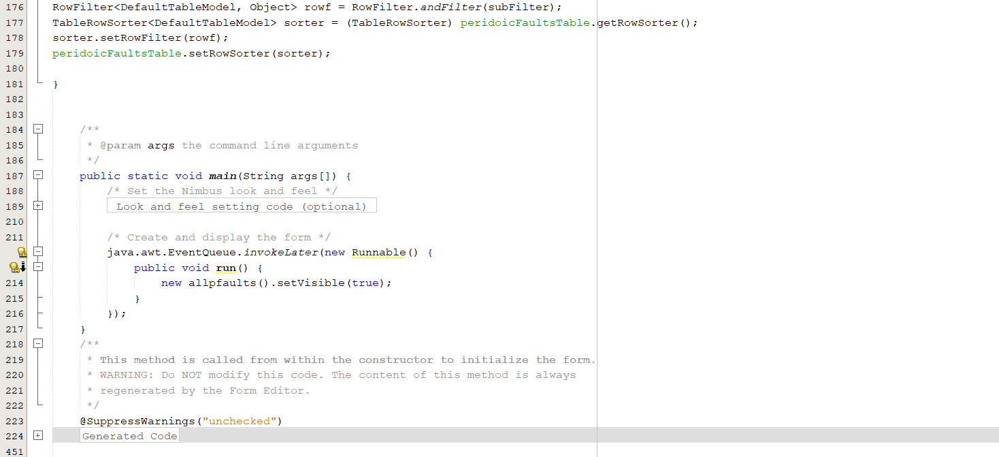 176 RowFilter<DefaultTableModel, Object> rowf = RowFilter.andFilter(subFilter);
177 TableRowSorter<DefaultTableModel> sorter = (TableRowSorter) peridoicFaultsTable.getRowSorter();
178 sorter.setRowFilter(rowf);
179 peridoicFaultsTable.setRowSorter(sorter);
180
181 }
182
183
184 /**
185 * @param args the command line arguments
186 */
187 public static void main(String args[]) {
188 /* Set the Nimbus look and feel */
189 Look and feel setting code (optional)
210
211 /* Create and display the form */
java.awt.EventQueue.invokeLater(new Runnable() {
public void run() {
214 new allpfaults().setVisible(true);
215 }
216 });
217 }
218 /**
219 * This method is called from within the constructor to initialize the form.
220 * WARNING: Do NOT modify this code. The content of this method is always
221 * regenerated by the Form Editor.
222 */
223 @SuppressWarnings("unchecked")
224 Generated Code
451